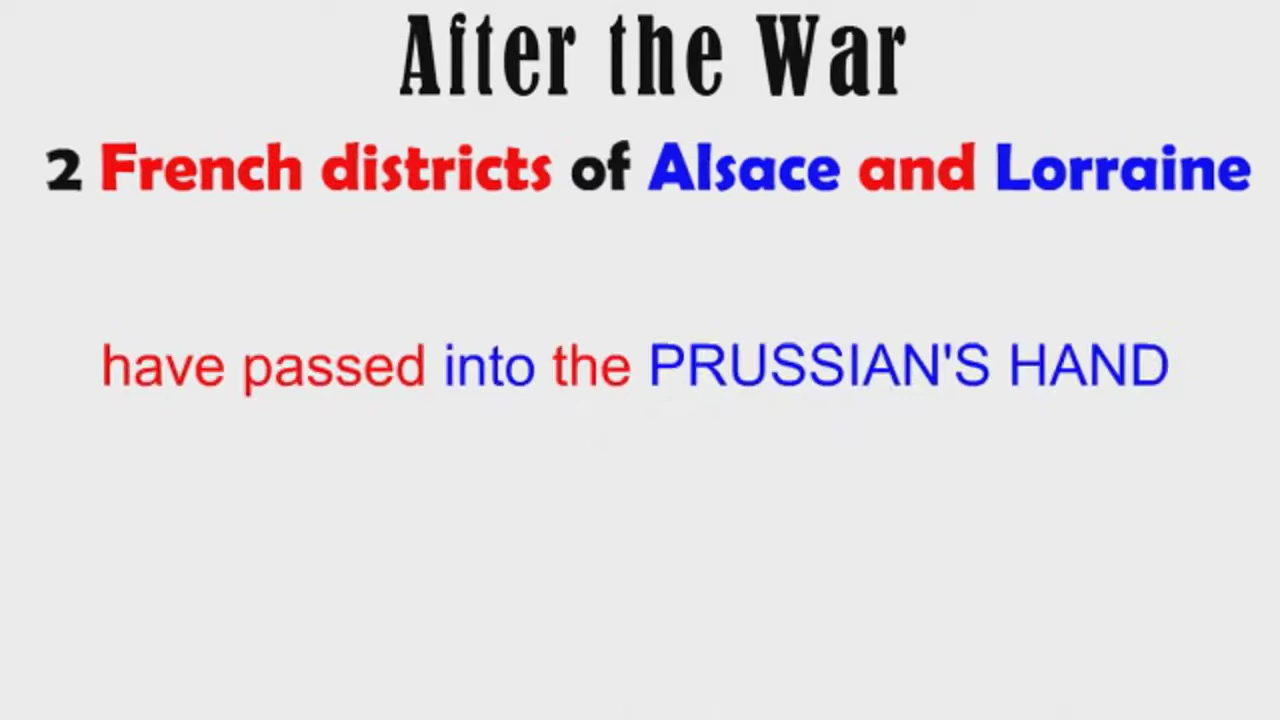 After the War
2 French districts of Alsace and Lorraine
have passed into the PRUSSIAN'S HAND